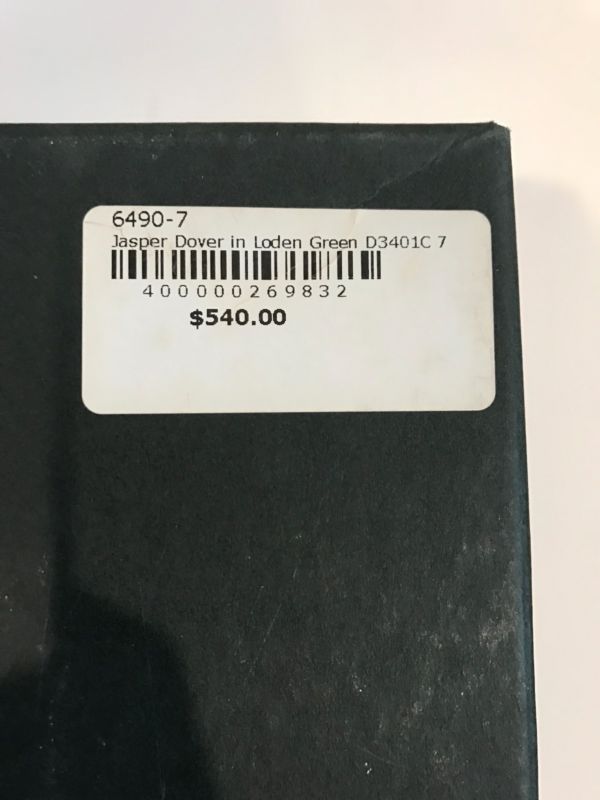 6490-7
Jasper Dover in Loden Green D3401C 7
400000269832
$540.00